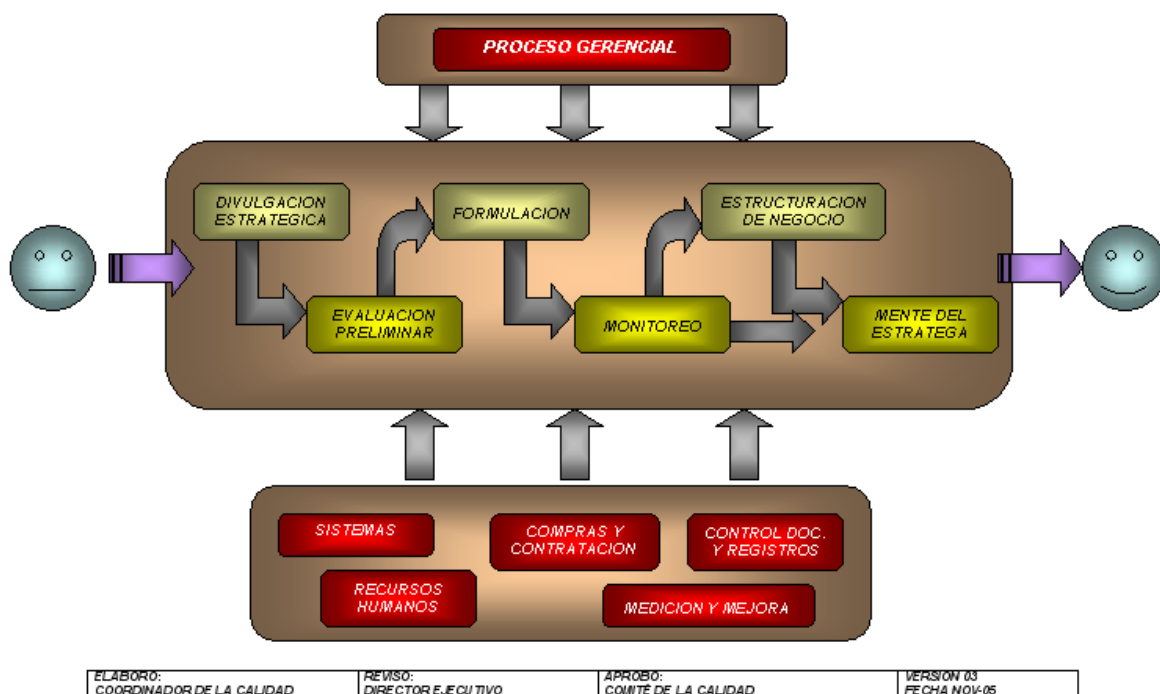 PROCESO GERENCIAL
DIVULGACION
ESTRATEGICA
FORMULACION
ESTRUCTURACION
DE NEGOCIO
EVALUACION
PRELIMINAR
MONITOREO
MENTE DEL
ESTRATEGA
SISTEMAS
COMPRAS Y
CONTRATACION
CONTROL DOC.
Y REGISTROS
RECURSOS
HUMANOS
MEDICION Y MEJORA
ELABORO:
COORDINADOR DE LA CALIDAD
REVISO:
DIRECTOR EJECUTIVO
APROBO:
COMITÉ DE LA CALIDAD
VERSION 03
FECHA NOV-05